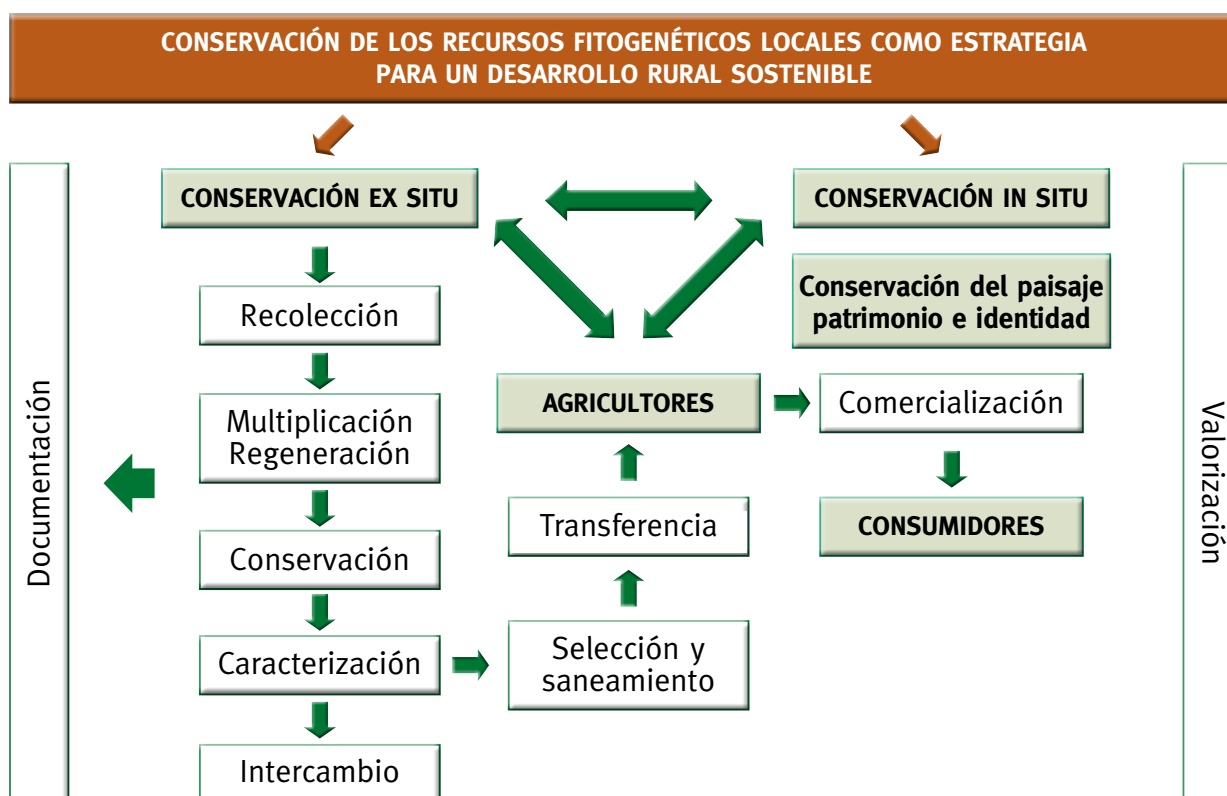 CONSERVACIÓN DE LOS RECURSOS FITOGENÉTICOS LOCALES COMO ESTRATEGIA
PARA UN DESARROLLO RURAL SOSTENIBLE
Documentación
CONSERVACIÓN EX SITU
Recolección
Multiplicación
Regeneración
Conservación
Caracterización
Intercambio
Selección y
saneamiento
Transferencia
AGRICULTORES
CONSERVACIÓN IN SITU
Conservación del paisaje
patrimonio e identidad
Comercialización
CONSUMIDORES
Valorización